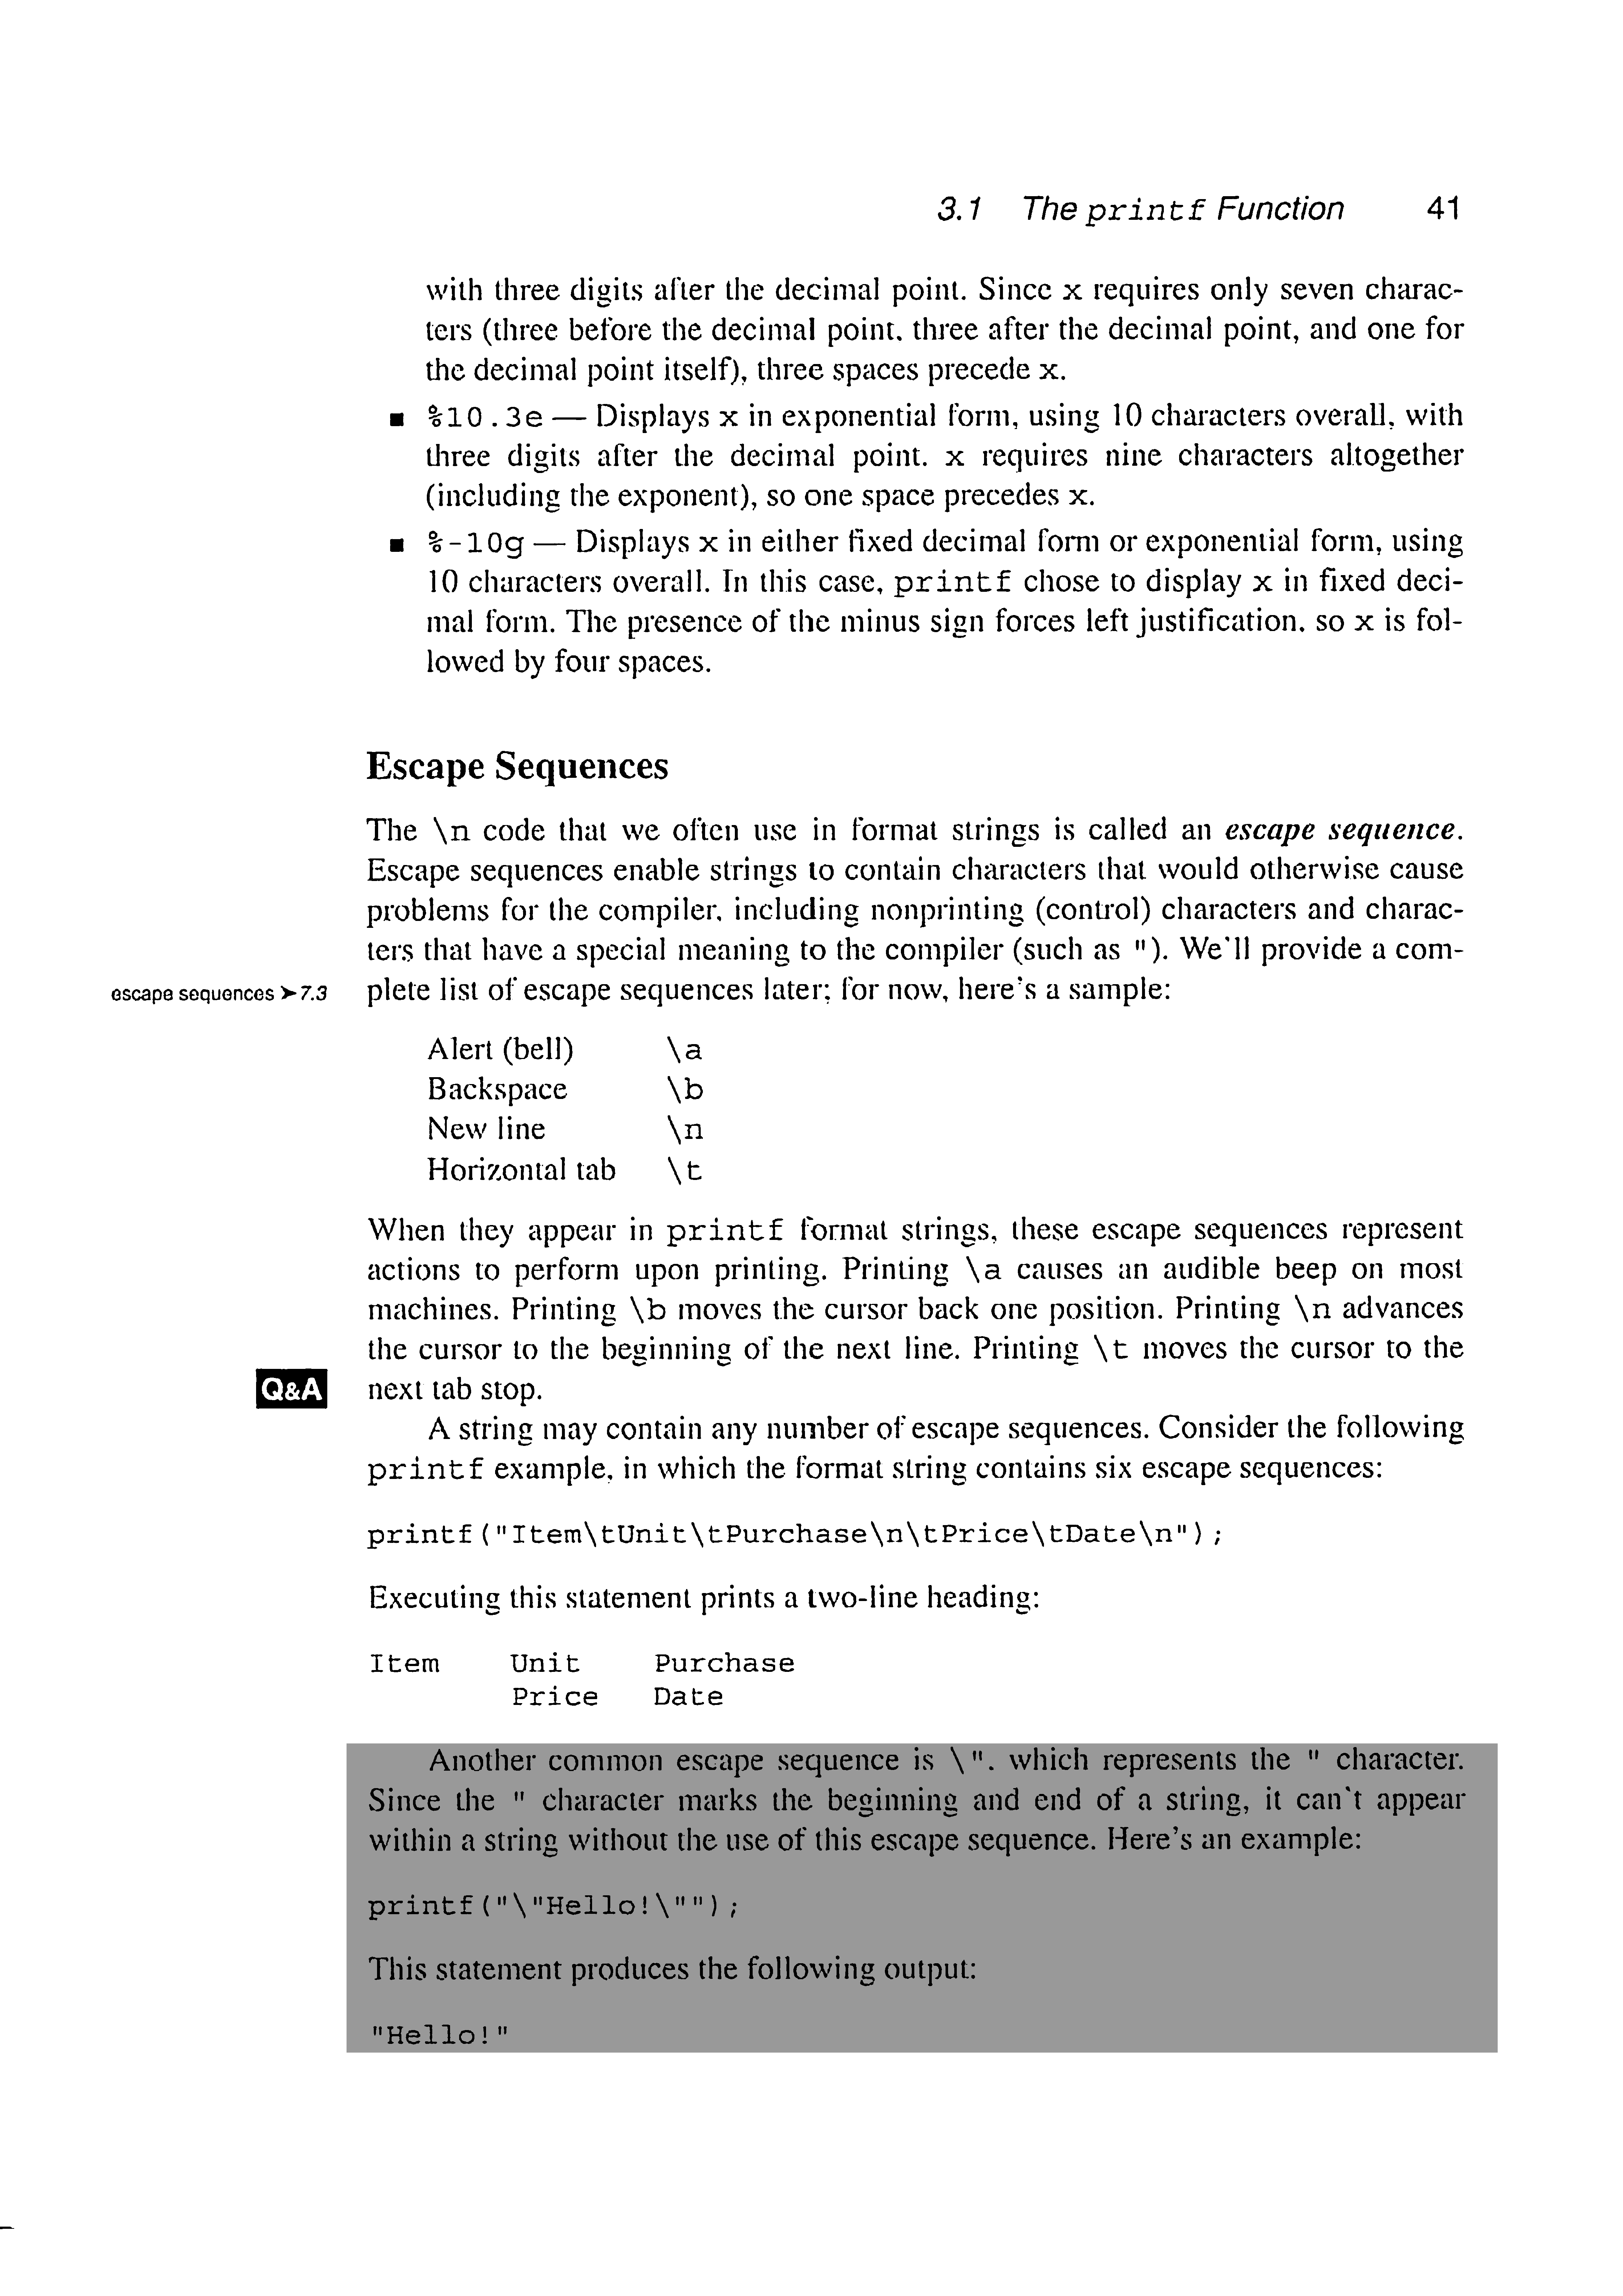 3.1 The printf Function 41
with three digits after the decimal point. Since x requires only seven charac-
ters (three before the decimal point, three after the decimal point, and one for
the decimal point itself), three spaces precede x.
■ %10.3e — Displays x in exponential form, using 10 characters overall, with
three digits after the decimal point. x requires nine characters altogether
(including the exponent), so one space precedes x.
■ %-10g — Displays x in either fixed decimal form or exponential form, using
10 characters overall. In this case, printf chose to display x in fixed deci-
mal form. The presence of the minus sign forces left justification. so x is fol-
lowed by four spaces.
Escape Sequences
The \n code that we often use in format strings is called an escape sequence.
Escape sequences enable strings to contain characters that would otherwise cause
problems for the compiler, including nonprinting (control) characters and charac-
ters that have a special meaning to the compiler (such as "). We'll provide a com-
escape sequences ➤ 7.3 plete list of escape sequences later; for now, here's a sample:
Alert (bell) \a
Backspace \b
New line \n
Horizontal tab \t
When they appear in printf format strings, these escape sequences represent
actions to perform upon printing. Printing \a causes an audible beep on most
machines. Printing \b moves the cursor back one position. Printing \n advances
the cursor to the beginning of the next line. Printing \t moves the cursor to the
Q&A next tab stop.
A string may contain any number of escape sequences. Consider the following
printf example, in which the format string contains six escape sequences:
printf("Item\tUnit\tPurchase\n\tPrice\tDate\n");
Executing this statement prints a two-line heading:
Item Unit Purchase
Price Date
Another common escape sequence is \". which represents the " character.
Since the " character marks the beginning and end of a string, it can't appear
within a string without the use of this escape sequence. Here's an example:
printf("\"Hello!\"");
This statement produces the following output:
"Hello!"